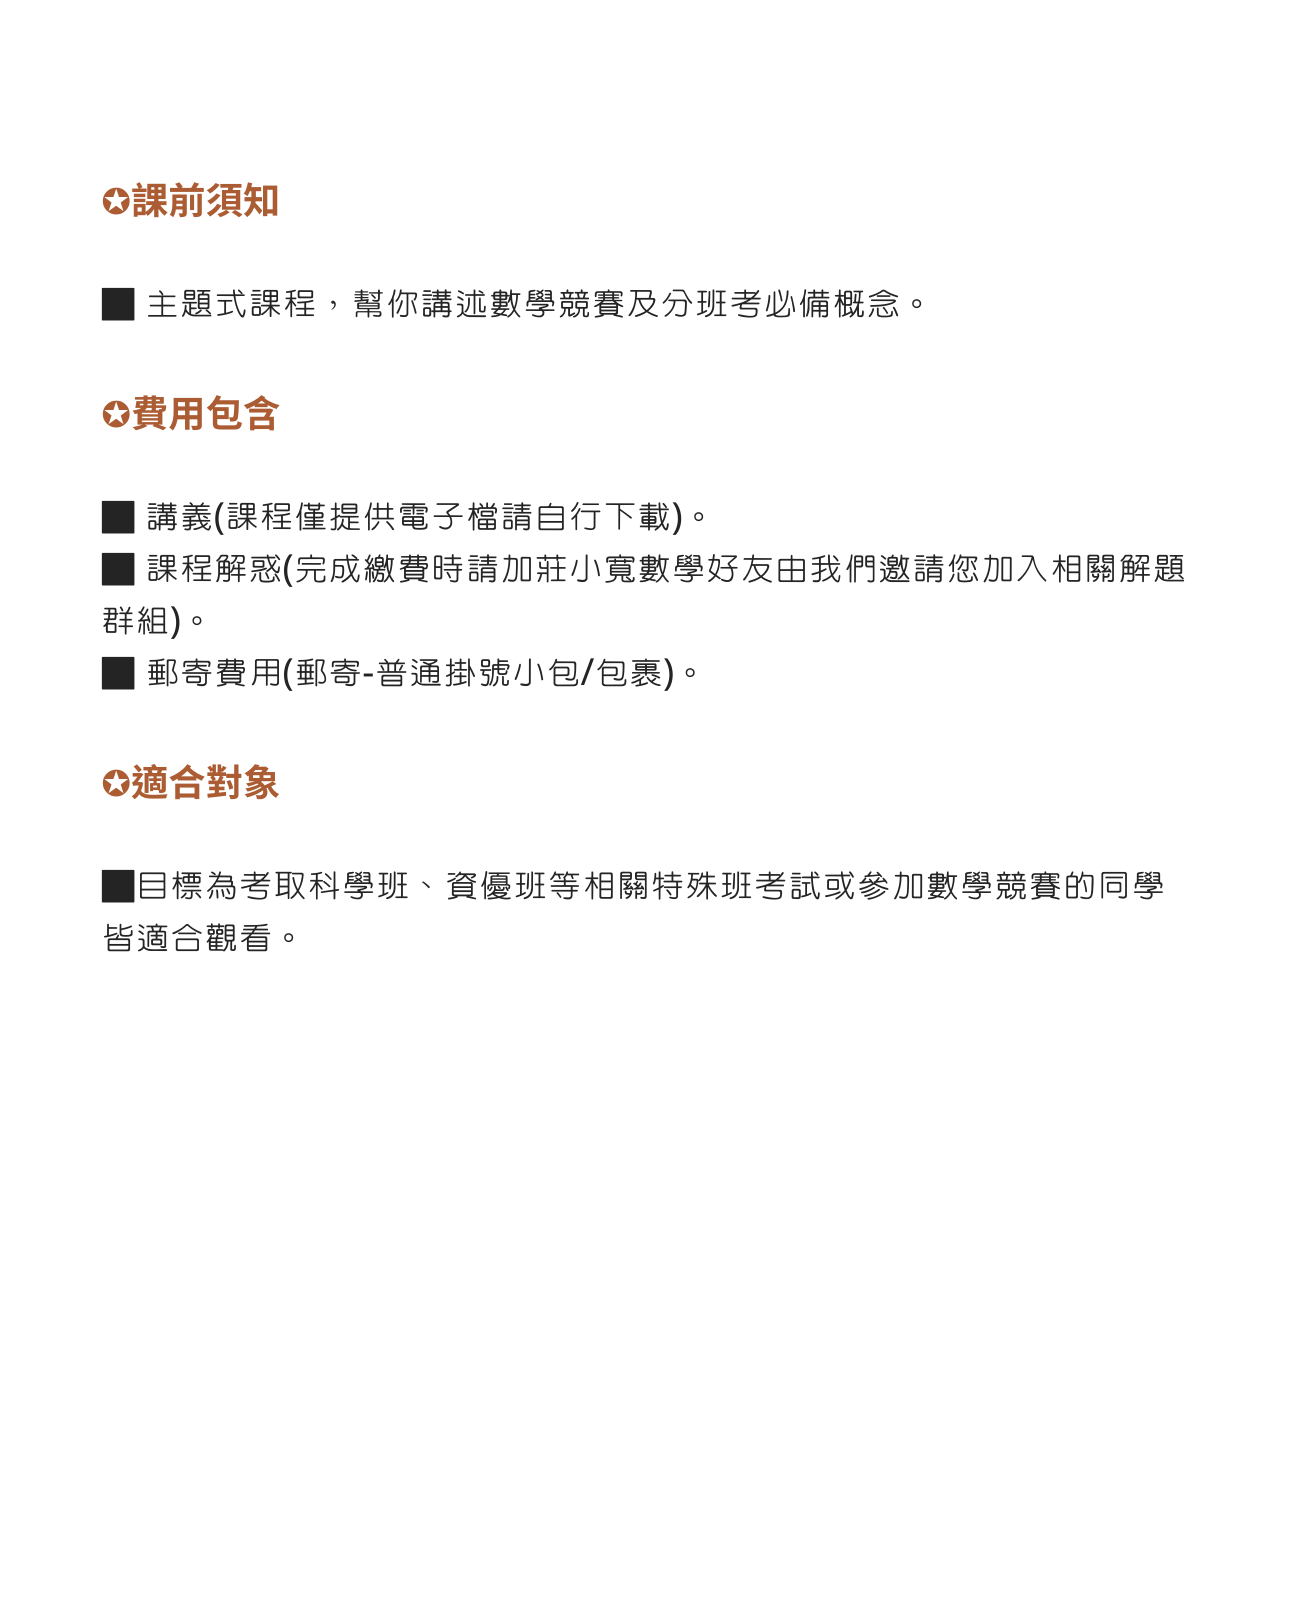 ✪課前須知
■ 主題式課程，幫你講述數學競賽及分班考必備概念。
✪費用包含
■ 講義(課程僅提供電子檔請自行下載)。
■ 課程解惑(完成繳費時請加莊小寬數學好友由我們邀請您加入相關解題
群組)。
■ 郵寄費用(郵寄-普通掛號小包/包裹)。
✪適合對象
■目標為考取科學班、資優班等相關特殊班考試或參加數學競賽的同學
皆適合觀看。